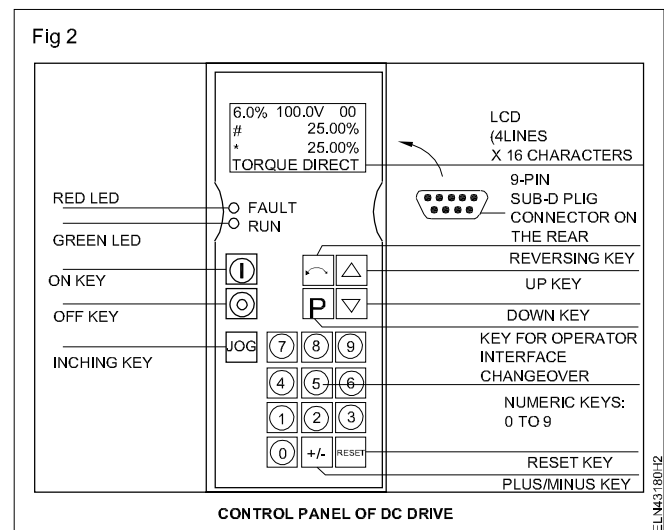 Fig 2
6.0% 100.0V 00
# 25.00%
* 25.00%
TORQUE DIRECT
LCD
(4LINES
X 16 CHARACTERS
9-PIN
SUB-D PLIG
CONNECTOR ON
THE REAR
RED LED
FAULT
RUN
GREEN LED
REVERSING KEY
ON KEY
UP KEY
OFF KEY
P
DOWN KEY
INCHING KEY
JOG
7 8 9
KEY FOR OPERATOR
INTERFACE
CHANGEOVER
4 5 6
NUMERIC KEYS:
0 TO 9
1 2 3
0 +/- RESET
RESET KEY
PLUS/MINUS KEY
CONTROL PANEL OF DC DRIVE
ELN43180H2